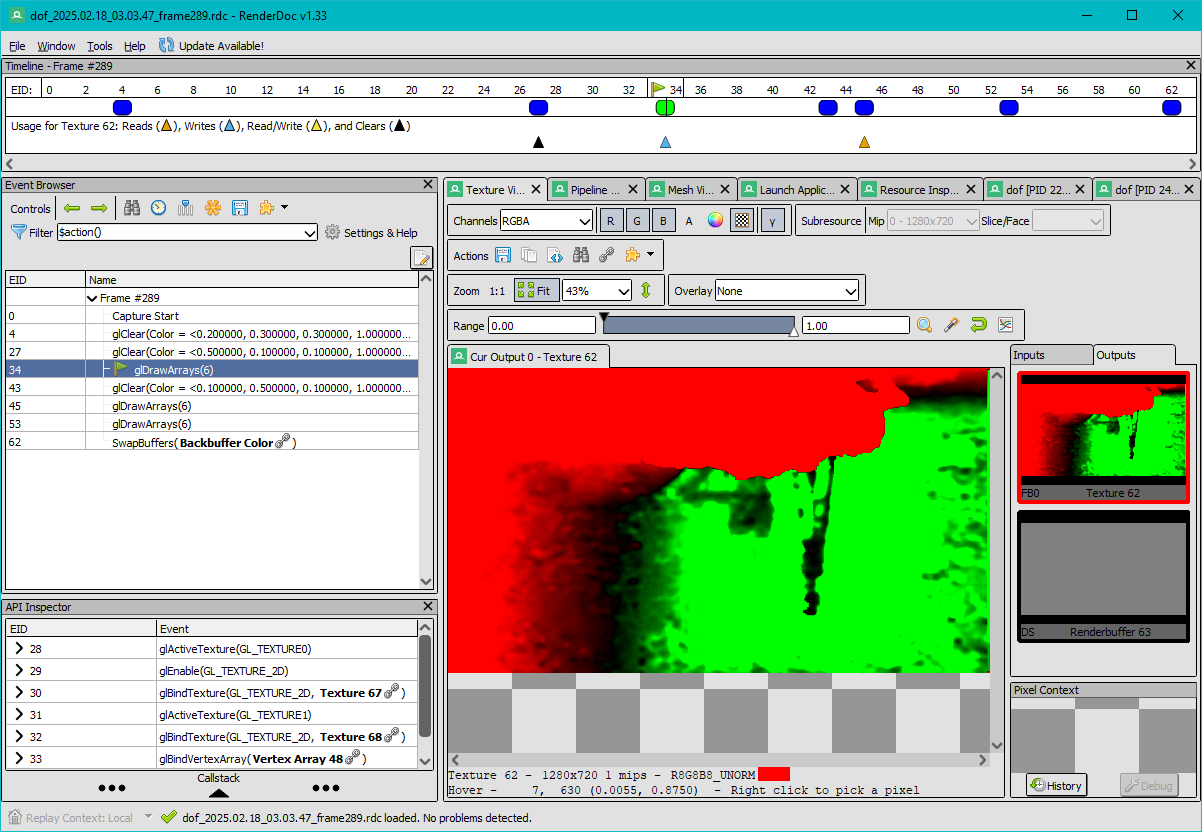 dof_2025.02.18_03.03.47_frame289.rdc - RenderDoc v1.33
File Window Tools Help Update Available!
Timeline - Frame #289
EID: 0 2 4 6 8 10 12 14 16 18 20 22 24 26 28 30 32 34 36 38 40 42 44 46 48 50 52 54 56 58 60 62
Usage for Texture 62: Reads (), Writes (), Read/Write (), and Clears ()
Event Browser
Controls
Filter $action() Settings & Help
EID Name
Frame #289
0 Capture Start
4 glClear(Color = <0.200000, 0.300000, 0.300000, 1.000000...
27 glClear(Color = <0.500000, 0.100000, 0.100000, 1.000000...
34 glDrawArrays(6)
43 glClear(Color = <0.100000, 0.500000, 0.100000, 1.000000...
45 glDrawArrays(6)
53 glDrawArrays(6)
62 SwapBuffers(Backbuffer Color)
API Inspector
EID Event
28 glActiveTexture(GL_TEXTURE0)
29 glEnable(GL_TEXTURE_2D)
30 glBindTexture(GL_TEXTURE_2D, Texture 67)
31 glActiveTexture(GL_TEXTURE1)
32 glBindTexture(GL_TEXTURE_2D, Texture 68)
33 glBindVertexArray(Vertex Array 48)
Callstack
Texture Vi... Pipeline ... Mesh Vi... Launch Applic... Resource Insp... dof [PID 22... dof [PID 24...
Channels RGBA R G B A γ Subresource Mip 0 - 1280x720 Slice/Face
Actions
Zoom 1:1 Fit 43% Overlay None
Range 0.00 1.00
Cur Output 0 - Texture 62
Inputs Outputs
FB0 Texture 62
DS Renderbuffer 63
Pixel Context
History Debug
Texture 62 - 1280x720 1 mips - R8G8B8_UNORM
Hover - 7, 630 (0.0055, 0.8750) - Right click to pick a pixel
Replay Context: Local dof_2025.02.18_03.03.47_frame289.rdc loaded. No problems detected.